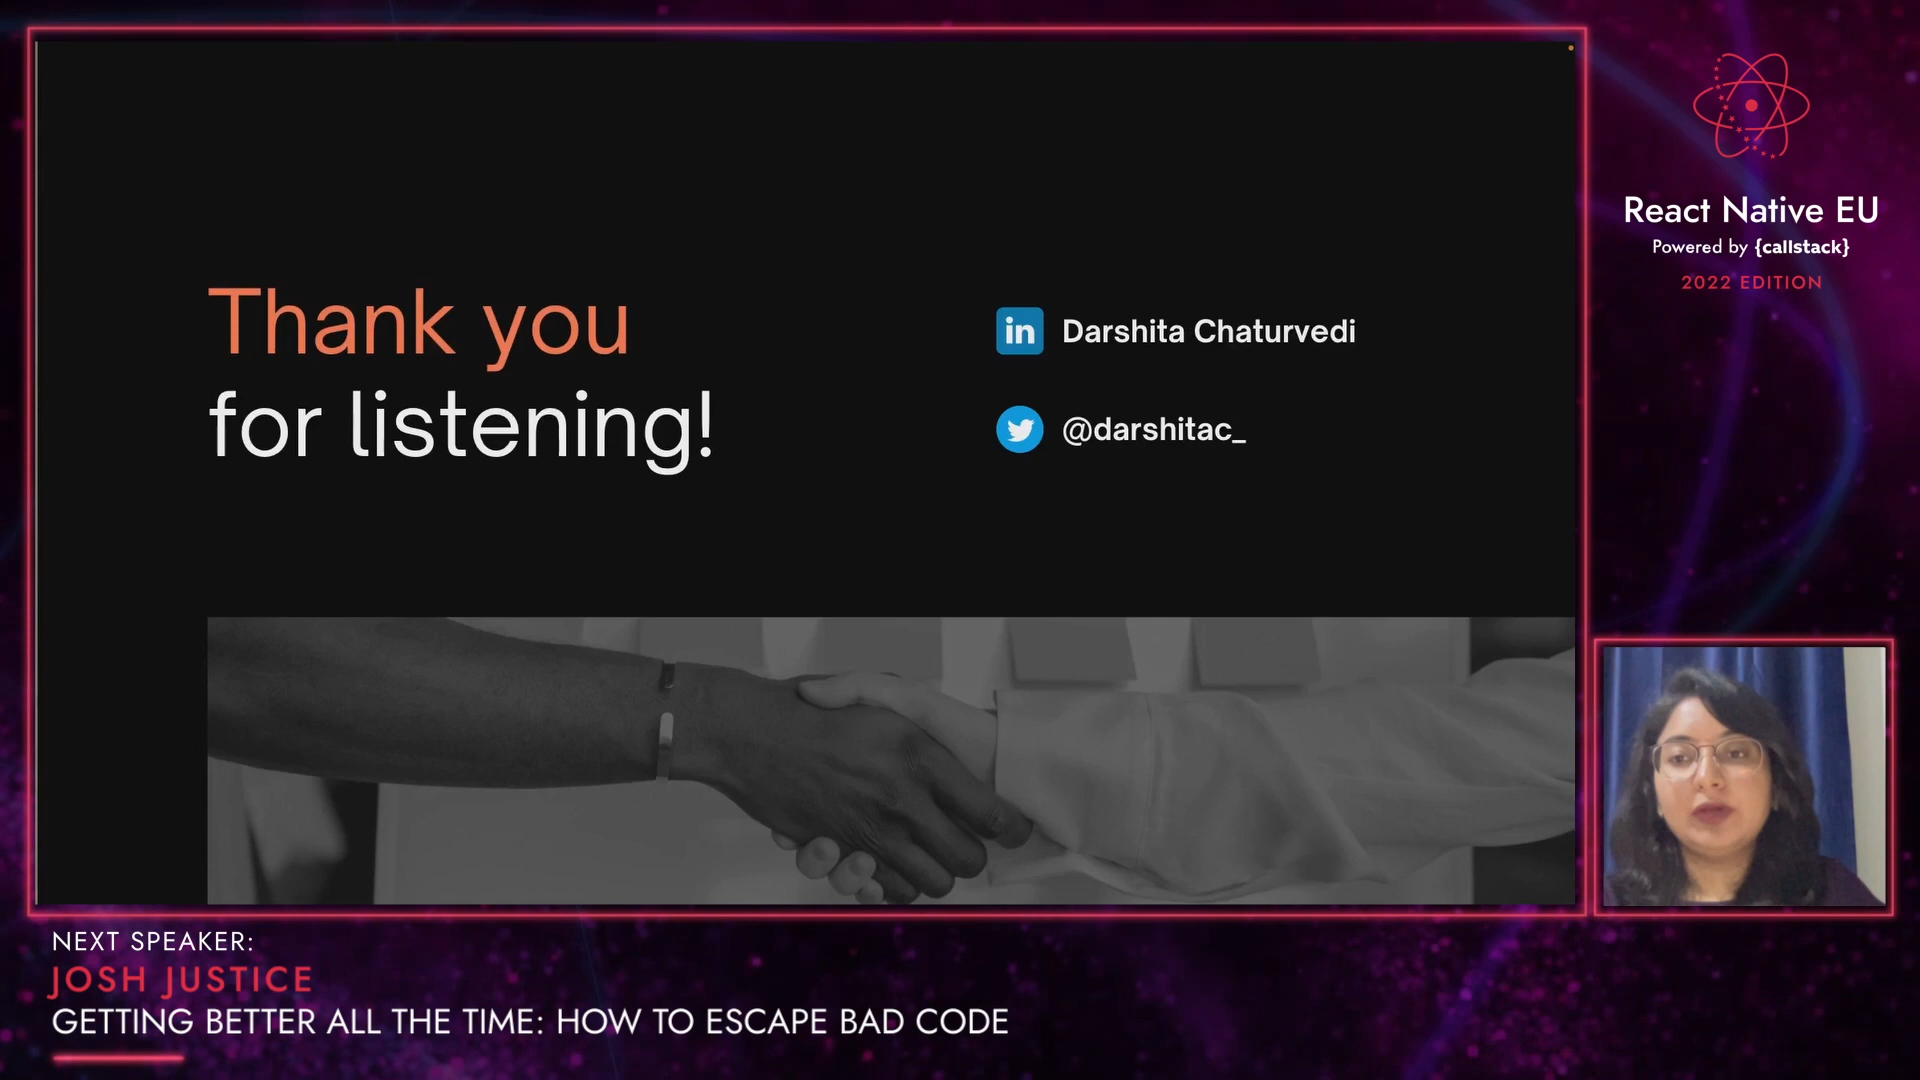 Thank you
for listening!
in Darshita Chaturvedi
@darshitac_
React Native EU
Powered by {callstack}
2022 EDITION
NEXT SPEAKER:
JOSH JUSTICE
GETTING BETTER ALL THE TIME: HOW TO ESCAPE BAD CODE